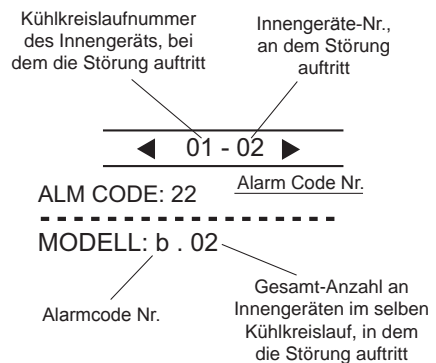 Kühlkreislaufnummer
des Innengeräts, bei
dem die Störung auftritt
Innengeräte-Nr.,
an dem Störung
auftritt
◀ 01 - 02 ▶
ALM CODE: 22
Alarm Code Nr.
MODELL: b . 02
Alarmcode Nr.
Gesamt-Anzahl an
Innengeräten im selben
Kühlkreislauf, in dem
die Störung auftritt